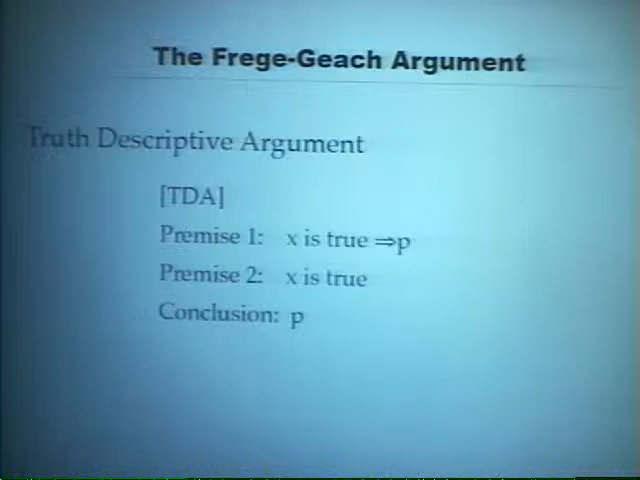 The Frege-Geach Argument
Truth Descriptive Argument
[TDA]
Premise 1: x is true ⇒p
Premise 2: x is true
Conclusion: p